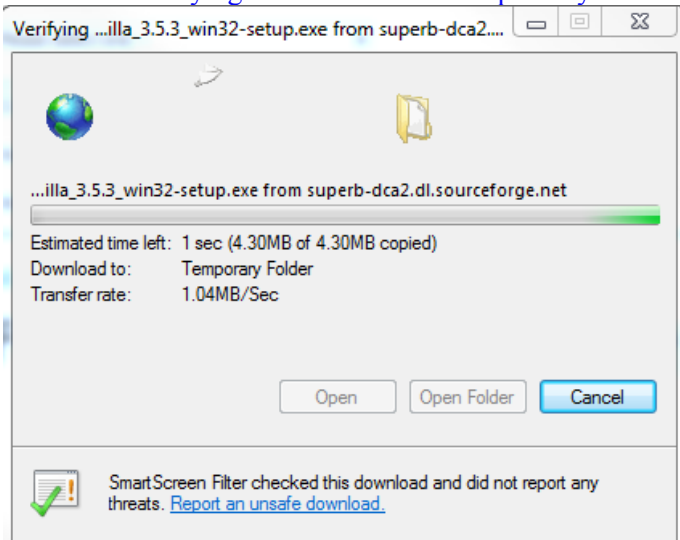 Verifying ...illa_3.5.3_win32-setup.exe from superb-dca2....
...illa_3.5.3_win32-setup.exe from superb-dca2.dl.sourceforge.net
Estimated time left: 1 sec (4.30MB of 4.30MB copied)
Download to: Temporary Folder
Transfer rate: 1.04MB/Sec
Open Open Folder Cancel
SmartScreen Filter checked this download and did not report any
threats. Report an unsafe download.